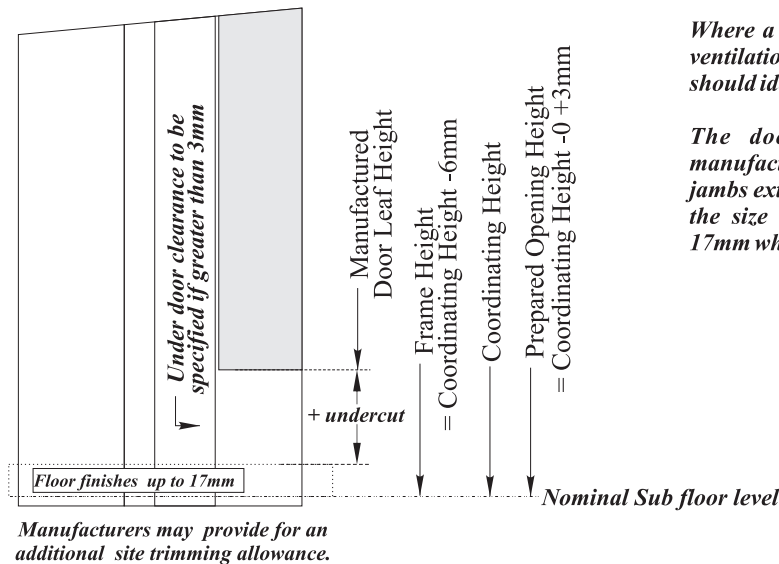 Under door clearance to be
specified if greater than 3mm
Manufactured
Door Leaf Height
+ undercut
Frame Height
= Coordinating Height -6mm
Coordinating Height
Prepared Opening Height
= Coordinating Height -0 +3mm
Floor finishes up to 17mm
Nominal Sub floor level
Manufacturers may provide for an
additional site trimming allowance.
Where a
ventilatio
should id
The doo
manufact
jambs ext
the size
17mm wh